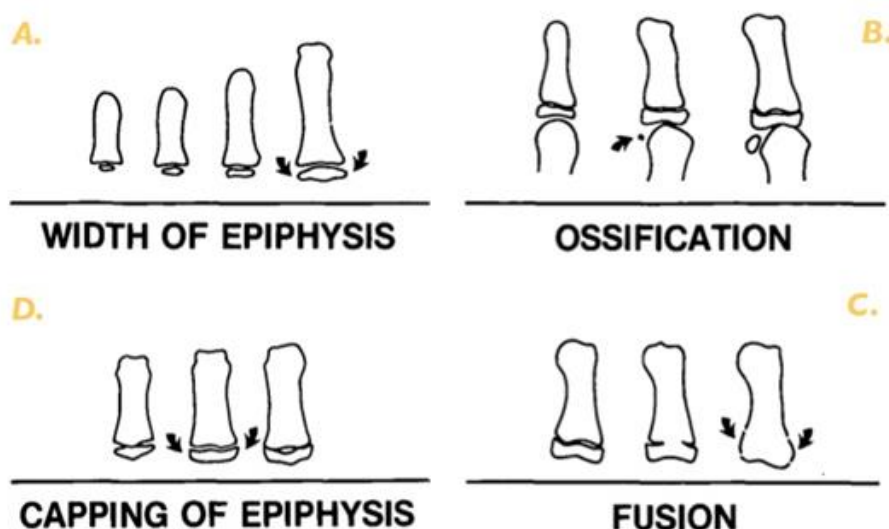 A.
B.
WIDTH OF EPIPHYSIS
OSSIFICATION
D.
C.
CAPPING OF EPIPHYSIS
FUSION